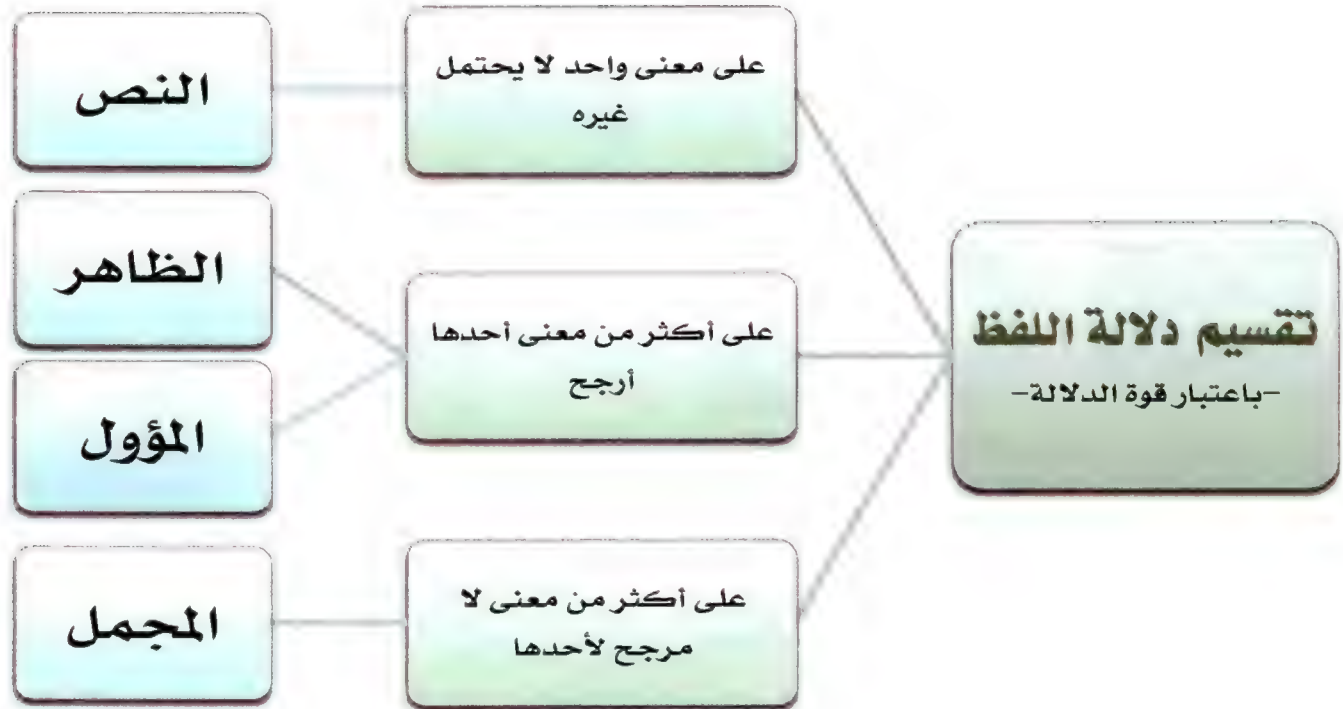 تقسيم دلالة اللفظ
-باعتبار قوة الدلالة-
على معنى واحد لا يحتمل
غيره
النص
على أكثر من معنى أحدها
أرجح
الظاهر
المؤول
على أكثر من معنى لا
مرجح لأحدها
المجمل